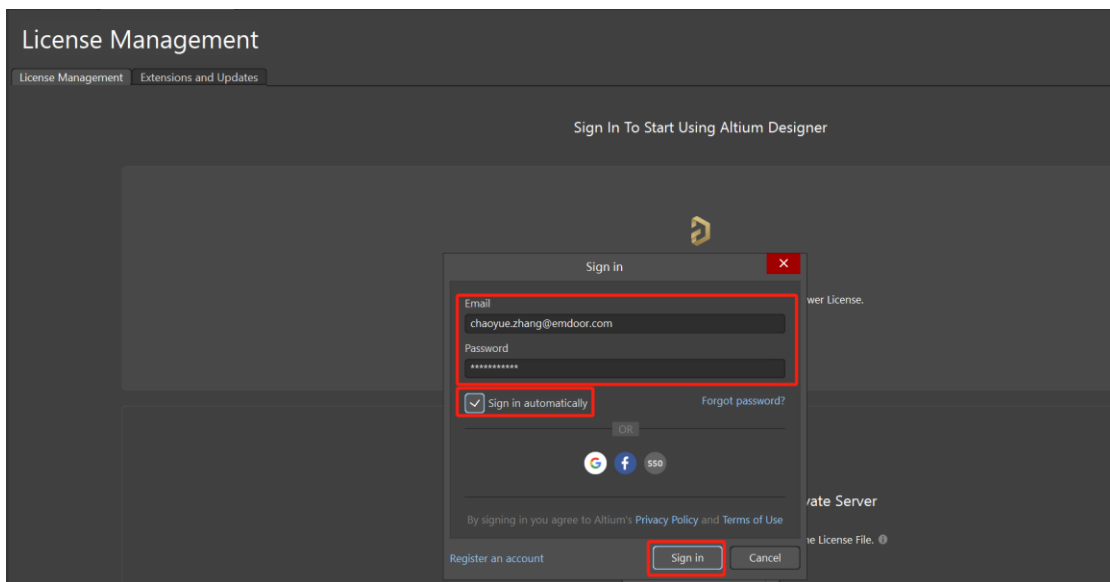 License Management
License Management Extensions and Updates
Sign In To Start Using Altium Designer
Sign in
wer License.
Email
chaoyue.zhang@emdoor.com
Password
***********
Sign in automatically Forgot password?
OR
G f SSO
vate Server
By signing in you agree to Altium's Privacy Policy and Terms of Use
ne License File.
Register an account Sign in Cancel